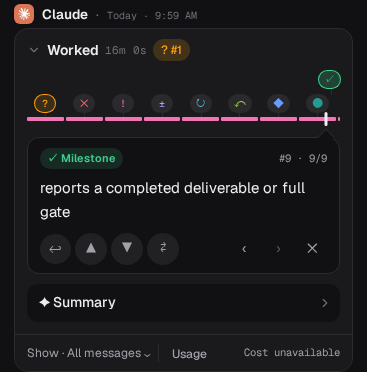 Claude · Today · 9:59 AM
Worked 16m 0s ? #1
✓
? ✕ ! ±
✓ Milestone #9 · 9/9
reports a completed deliverable or full
gate
Summary
Show · All messages Usage Cost unavailable